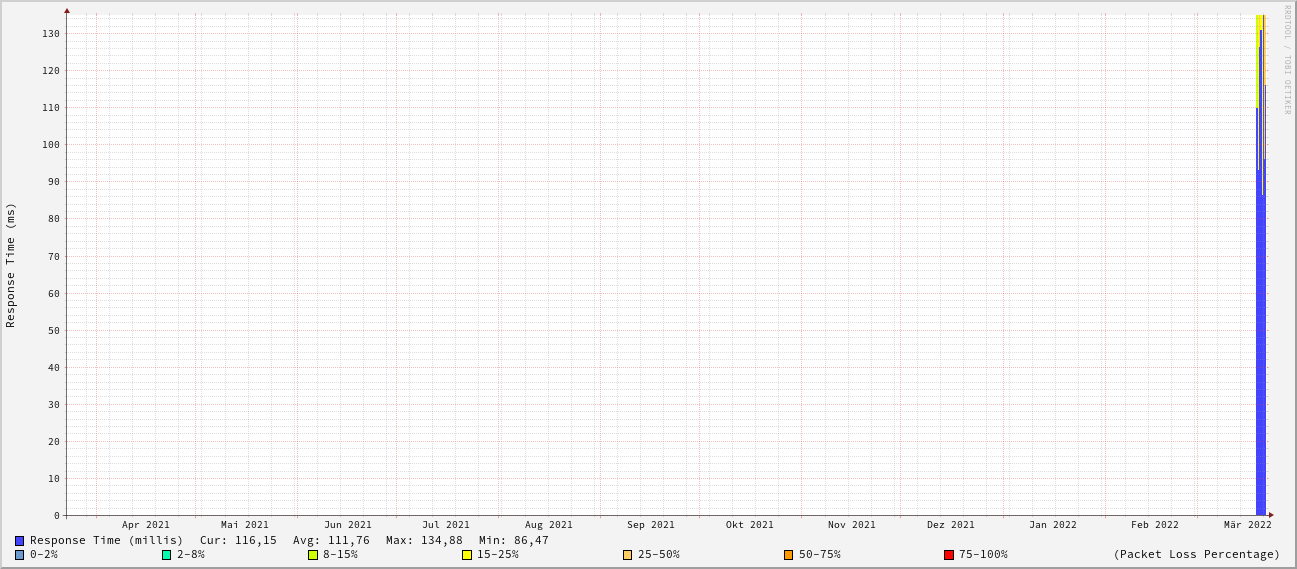 RRDTOOL / TOBI OETIKER
Response Time (ms)
130
120
110
100
90
80
70
60
50
40
30
20
10
0
Apr 2021 Mai 2021 Jun 2021 Jul 2021 Aug 2021 Sep 2021 Okt 2021 Nov 2021 Dez 2021 Jan 2022 Feb 2022 Mär 2022
Response Time (millis) Cur: 116,15 Avg: 111,76 Max: 134,88 Min: 86,47
0-2% 2-8% 8-15% 15-25% 25-50% 50-75% 75-100% (Packet Loss Percentage)